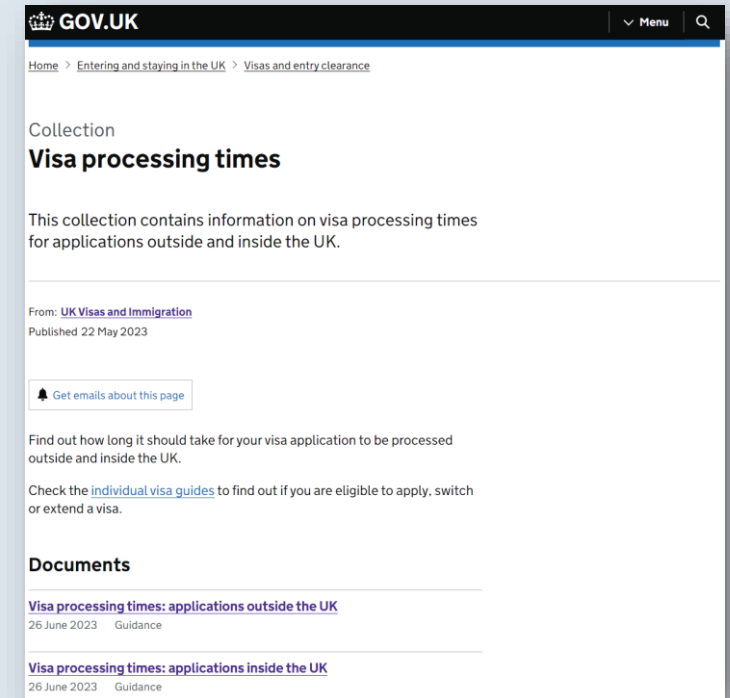 GOV.UK
Menu
Home > Entering and staying in the UK > Visas and entry clearance
Collection
Visa processing times
This collection contains information on visa processing times
for applications outside and inside the UK.
From: UK Visas and Immigration
Published 22 May 2023
Get emails about this page
Find out how long it should take for your visa application to be processed
outside and inside the UK.
Check the individual visa guides to find out if you are eligible to apply, switch
or extend a visa.
Documents
Visa processing times: applications outside the UK
26 June 2023 Guidance
Visa processing times: applications inside the UK
26 June 2023 Guidance